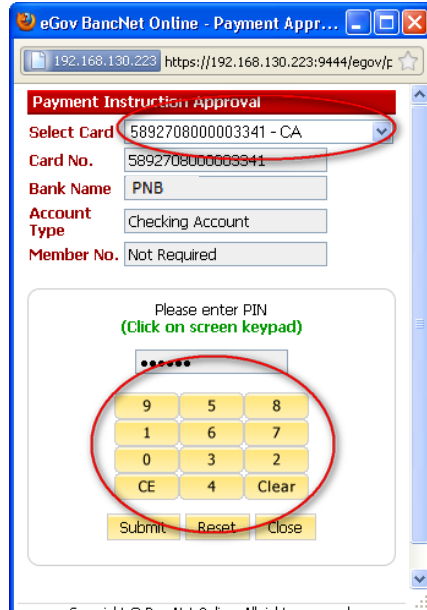 eGov BancNet Online - Payment Appr...
192.168.130.223 https://192.168.130.223:9444/egov/p
Payment Instruction Approval
Select Card 5892708000003341 - CA
Card No. 5892708000003341
Bank Name PNB
Account Type Checking Account
Member No. Not Required
Please enter PIN
(Click on screen keypad)
••••••
9 5 8
1 6 7
0 3 2
CE 4 Clear
Submit Reset Close